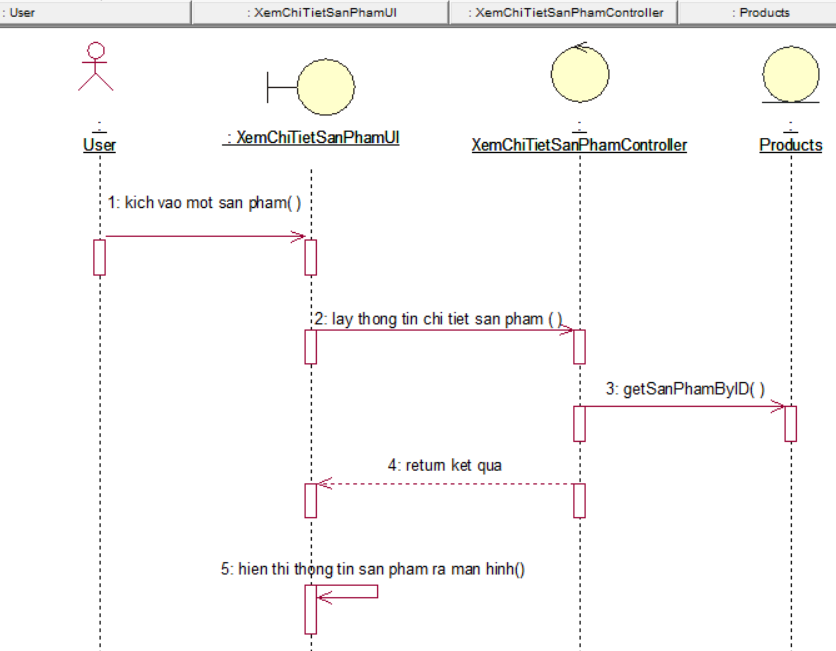 : User
: XemChiTietSanPhamUI
: XemChiTietSanPhamController
: Products
:
User
: XemChiTietSanPhamUI
:
XemChiTietSanPhamController
:
Products
1: kich vao mot san pham( )
2: lay thong tin chi tiet san pham ( )
3: getSanPhamByID( )
4: return ket qua
5: hien thi thong tin san pham ra man hinh()